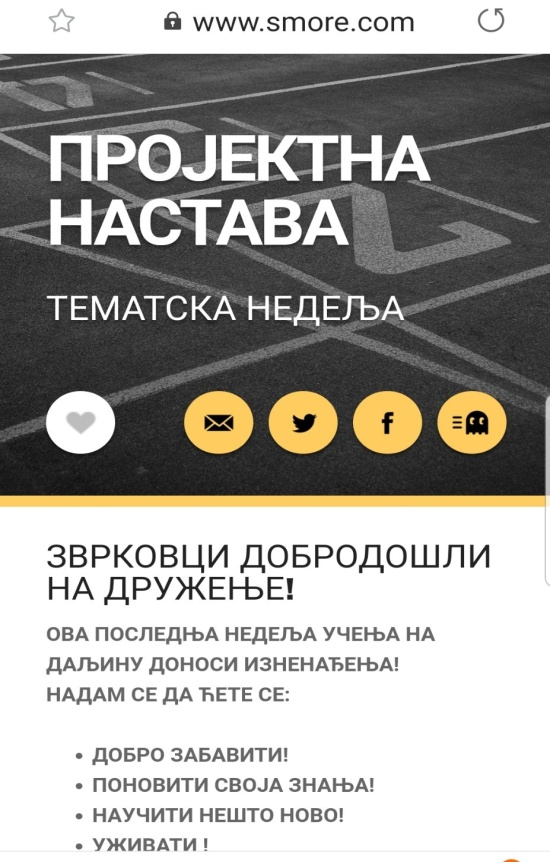 www.smore.com
ПРОЈЕКТНА
НАСТАВА
ТЕМАТСКА НЕДЕЉА
ЗВРКОВЦИ ДОБРОДОШЛИ
НА ДРУЖЕЊЕ!
ОВА ПОСЛЕДЊА НЕДЕЉА УЧЕЊА НА
ДАЉИНУ ДОНОСИ ИЗНЕНАЂЕЊА!
НАДАМ СЕ ДА ЋЕТЕ СЕ:
• ДОБРО ЗАБАВИТИ!
• ПОНОВИТИ СВОЈА ЗНАЊА!
• НАУЧИТИ НЕШТО НОВО!
• УЖИВАТИ !